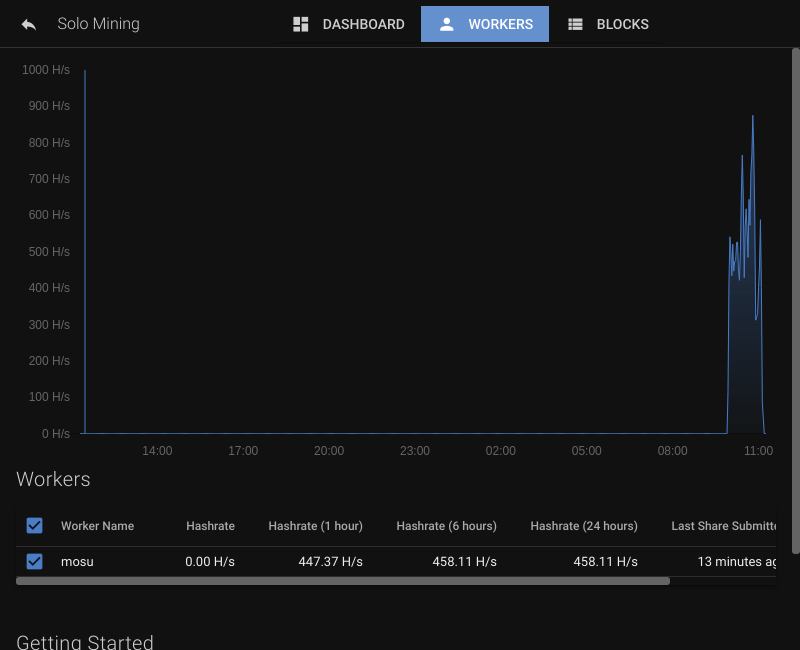 Solo Mining DASHBOARD WORKERS BLOCKS
1000 H/s
900 H/s
800 H/s
700 H/s
600 H/s
500 H/s
400 H/s
300 H/s
200 H/s
100 H/s
0 H/s
14:00 17:00 20:00 23:00 02:00 05:00 08:00 11:00
Workers
Worker Name Hashrate Hashrate (1 hour) Hashrate (6 hours) Hashrate (24 hours) Last Share Submitte
mosu 0.00 H/s 447.37 H/s 458.11 H/s 458.11 H/s 13 minutes ag
Getting Started